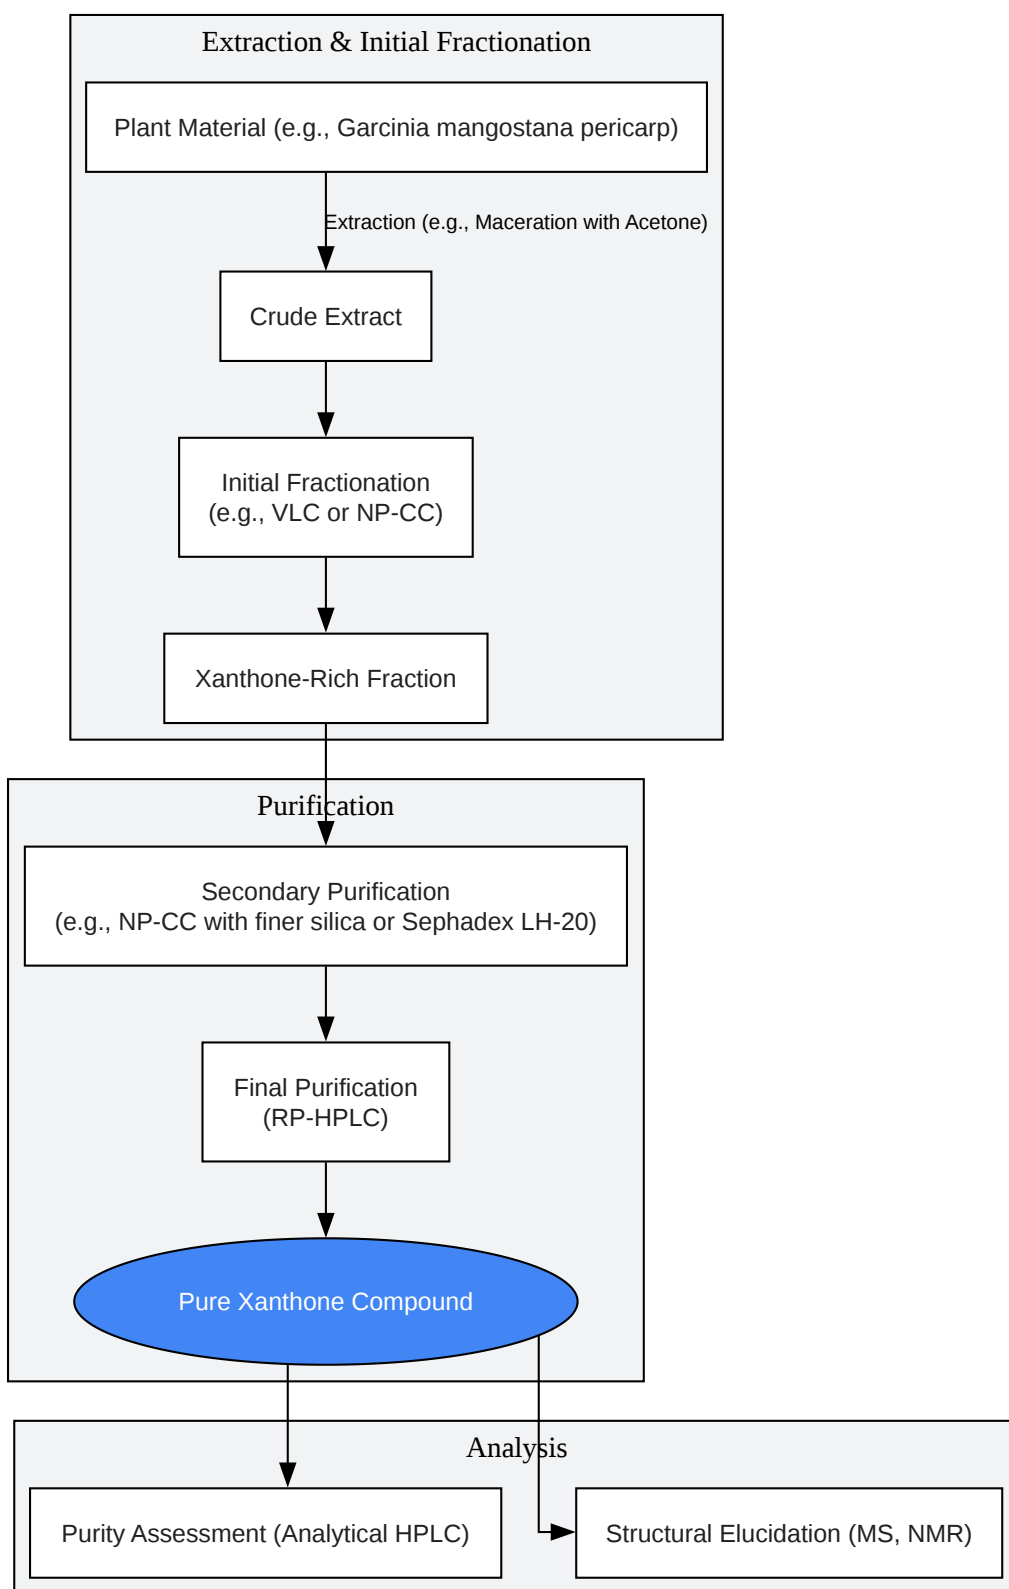 Extraction & Initial Fractionation
Plant Material (e.g., Garcinia mangostana pericarp)
Extraction (e.g., Maceration with Acetone)
Crude Extract
Initial Fractionation
(e.g., VLC or NP-CC)
Xanthone-Rich Fraction
Purification
Secondary Purification
(e.g., NP-CC with finer silica or Sephadex LH-20)
Final Purification
(RP-HPLC)
Pure Xanthone Compound
Analysis
Purity Assessment (Analytical HPLC)
Structural Elucidation (MS, NMR)